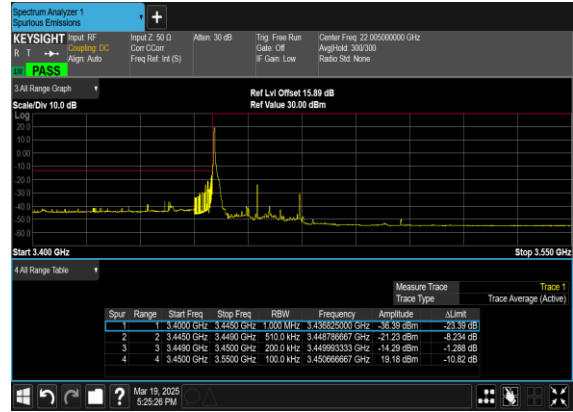 Spectrum Analyzer 1
Spurious Emissions
KEYSIGHT Input: RF Input Z: 50 Ω Atten: 30 dB Trig: Free Run Center Freq: 22.005000000 GHz
R T Coupling: DC Corr CCorr Gate: Off Avg|Hold: 300/300
Align: Auto Freq Ref: Int (S) IF Gain: Low Radio Std: None
PASS
3 All Range Graph
Ref Lvl Offset 15.89 dB
Scale/Div 10.0 dB Ref Value 30.00 dBm
Log
20.0
10.0
0.00
-10.0
-20.0
-30.0
-40.0
-50.0
-60.0
Start 3.400 GHz Stop 3.550 GHz
4 All Range Table
Measure Trace Trace 1
Trace Type Trace Average (Active)
Spur Range Start Freq Stop Freq RBW Frequency Amplitude ΔLimit
1 1 3.4000 GHz 3.4450 GHz 1.000 MHz 3.436825000 GHz -36.39 dBm -23.39 dB
2 2 3.4450 GHz 3.4490 GHz 510.0 kHz 3.448786667 GHz -21.23 dBm -8.234 dB
3 3 3.4490 GHz 3.4500 GHz 200.0 kHz 3.449993333 GHz -14.29 dBm -1.288 dB
4 4 3.4500 GHz 3.5500 GHz 100.0 kHz 3.450666667 GHz 19.18 dBm -10.82 dB
? Mar 19, 2025
5:25:26 PM